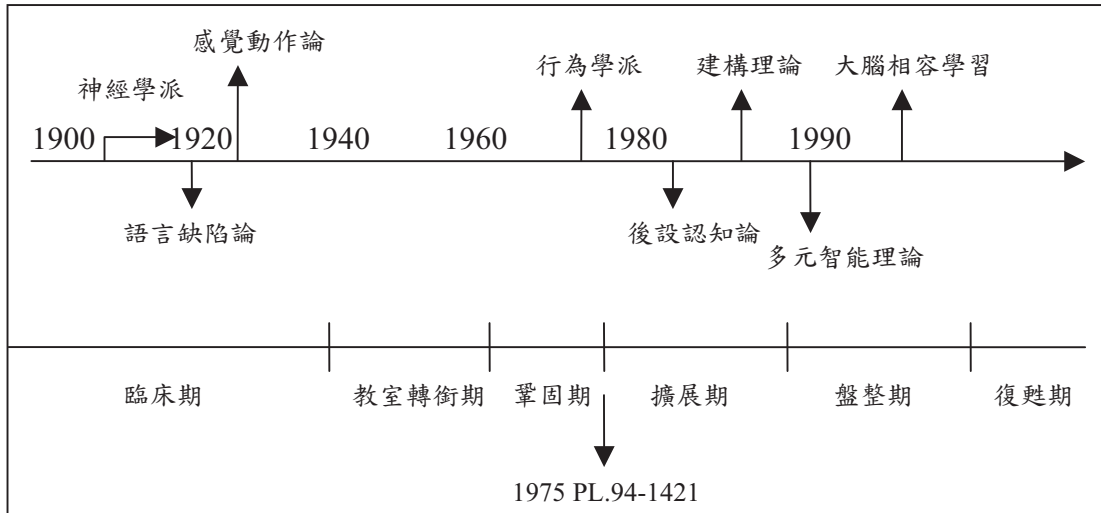 感覺動作論
行為學派 建構理論 大腦相容學習
神經學派
1900 1920 1940 1960 1980 1990
語言缺陷論 後設認知論
多元智能理論
臨床期 教室轉銜期 鞏固期 擴展期 盤整期 復甦期
1975 PL.94-1421